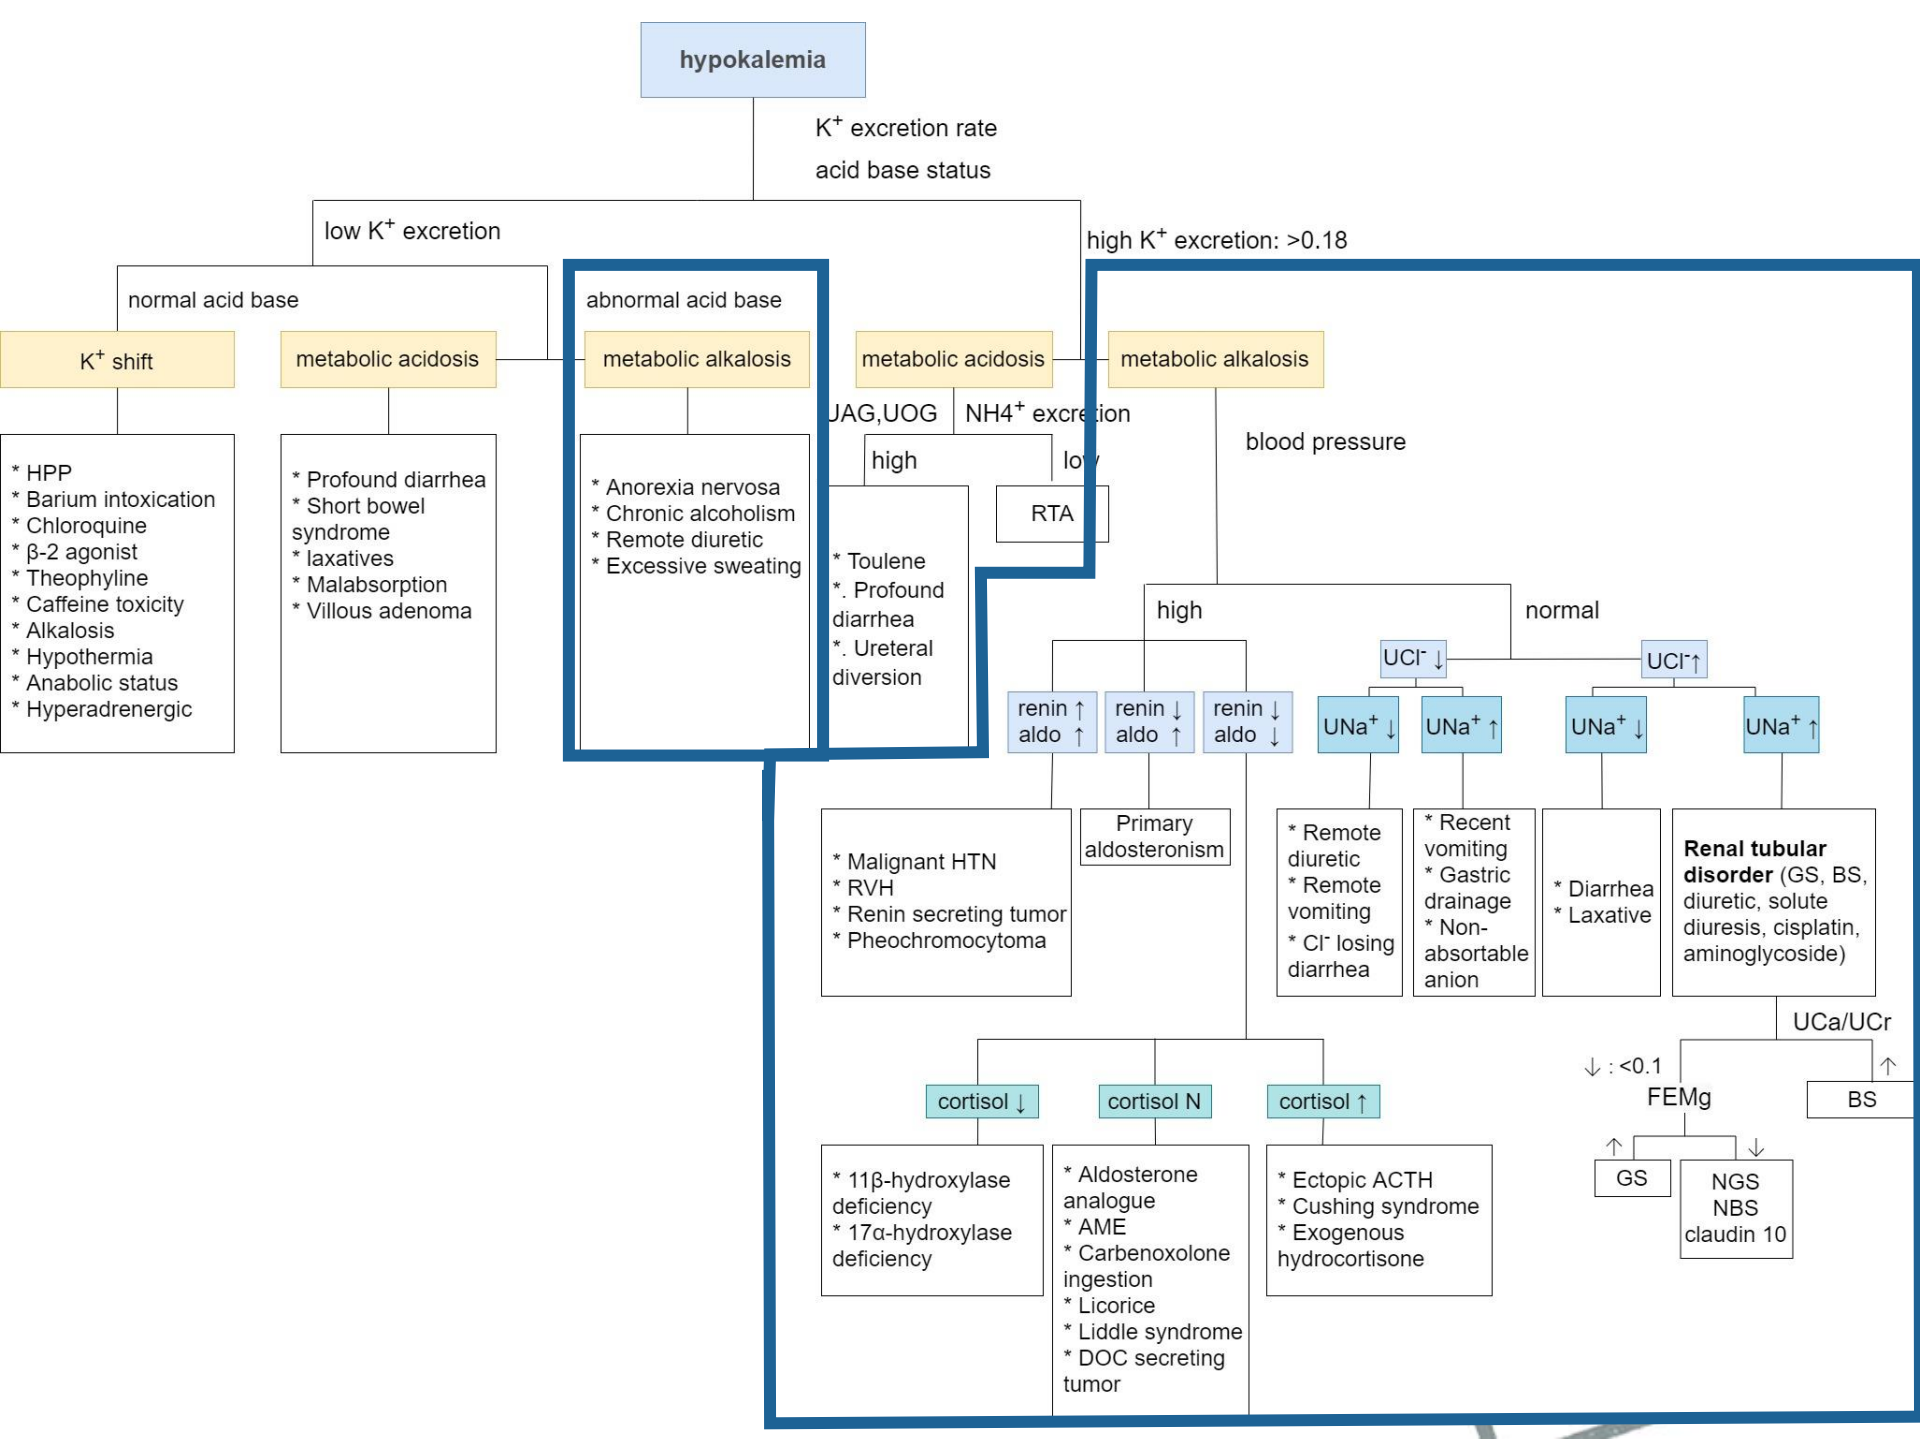 hypokalemia
K+ excretion rate
acid base status
low K+ excretion
high K+ excretion: >0.18
normal acid base
abnormal acid base
K+ shift
metabolic acidosis
metabolic alkalosis
metabolic acidosis
metabolic alkalosis
* HPP
* Barium intoxication
* Chloroquine
* β-2 agonist
* Theophyline
* Caffeine toxicity
* Alkalosis
* Hypothermia
* Anabolic status
* Hyperadrenergic
* Profound diarrhea
* Short bowel
syndrome
* laxatives
* Malabsorption
* Villous adenoma
* Anorexia nervosa
* Chronic alcoholism
* Remote diuretic
* Excessive sweating
UAG,UOG
NH4+ excretion
high
low
* Toulene
*. Profound
diarrhea
*. Ureteral
diversion
RTA
blood pressure
high
normal
renin ↑
aldo ↑
renin ↓
aldo ↑
renin ↓
aldo ↓
UCl- ↓
UCl-↑
UNa+ ↓
UNa+ ↑
UNa+ ↓
UNa+ ↑
* Malignant HTN
* RVH
* Renin secreting tumor
* Pheochromocytoma
Primary
aldosteronism
* Remote
diuretic
* Remote
vomiting
* Cl- losing
diarrhea
* Recent
vomiting
* Gastric
drainage
* Non-
absortable
anion
* Diarrhea
* Laxative
Renal tubular
disorder (GS, BS,
diuretic, solute
diuresis, cisplatin,
aminoglycoside)
UCa/UCr
↓ : <0.1
↑
FEMg
BS
↑
↓
GS
NGS
NBS
claudin 10
cortisol ↓
cortisol N
cortisol ↑
* 11β-hydroxylase
deficiency
* 17α-hydroxylase
deficiency
* Aldosterone
analogue
* AME
* Carbenoxolone
ingestion
* Licorice
* Liddle syndrome
* DOC secreting
tumor
* Ectopic ACTH
* Cushing syndrome
* Exogenous
hydrocortisone